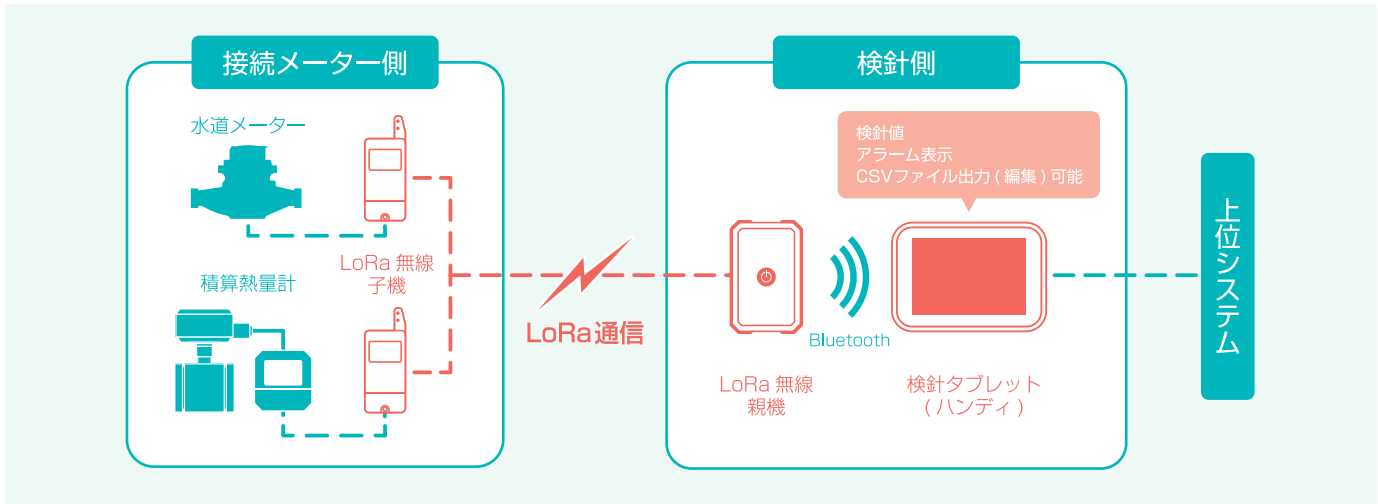 接続メーター側
水道メーター
積算熱量計
LoRa 無線
子機
LoRa通信
検針側
検針値
アラーム表示
CSVファイル出力 ( 編集 ) 可能
Bluetooth
LoRa 無線
親機
検針タブレット
( ハンディ )
上位システム